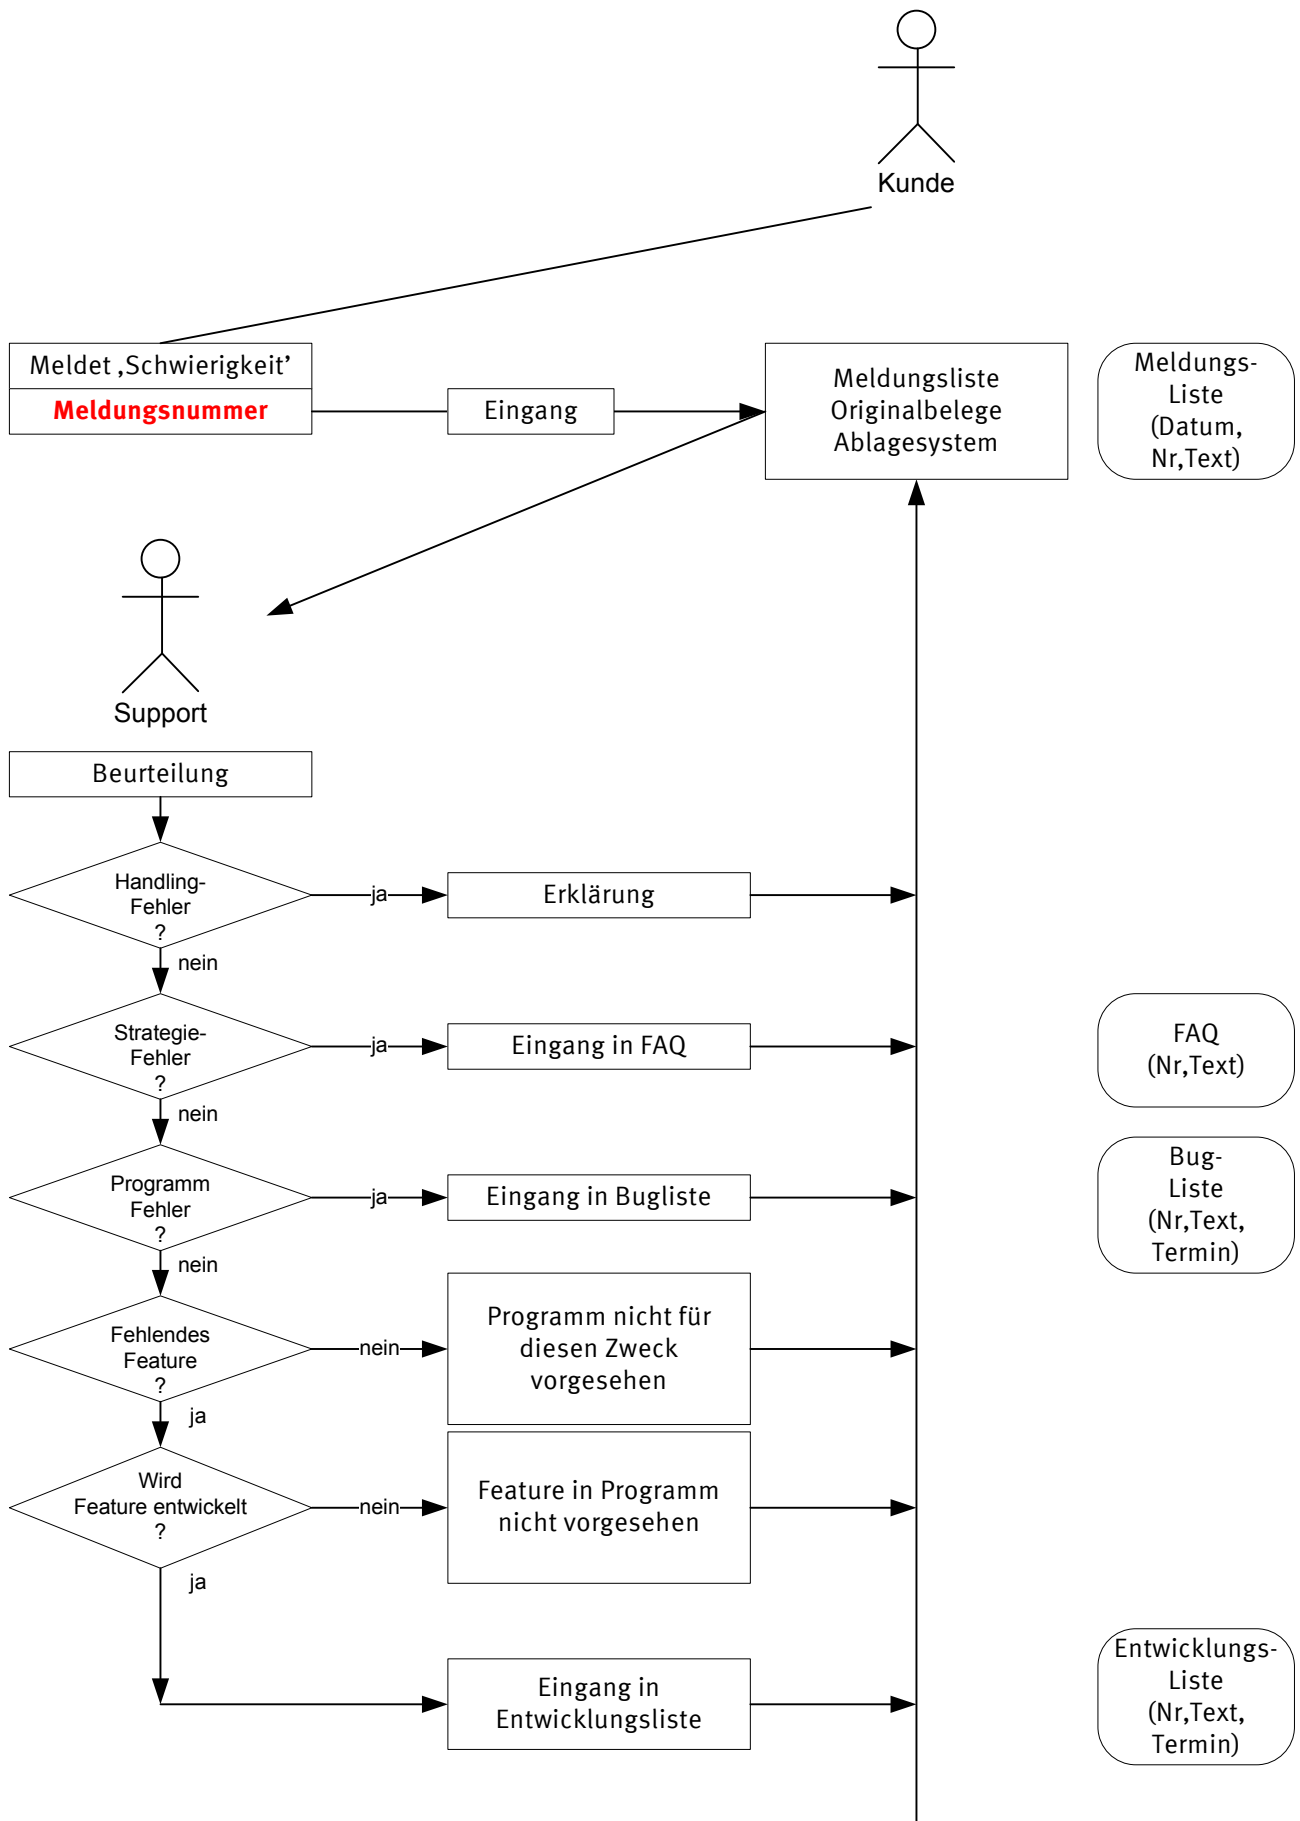 Kunde
Meldet ‚Schwierigkeit’
Meldungsnummer
Eingang
Meldungsliste
Originalbelege
Ablagesystem
Meldungs-
Liste
(Datum,
Nr,Text)
Support
Beurteilung
Handling-
Fehler
?
ja
Erklärung
nein
Strategie-
Fehler
?
ja
Eingang in FAQ
FAQ
(Nr,Text)
nein
Programm
Fehler
?
ja
Eingang in Bugliste
Bug-
Liste
(Nr,Text,
Termin)
nein
Fehlendes
Feature
?
nein
Programm nicht für
diesen Zweck
vorgesehen
ja
Wird
Feature entwickelt
?
nein
Feature in Programm
nicht vorgesehen
ja
Eingang in
Entwicklungsliste
Entwicklungs-
Liste
(Nr,Text,
Termin)